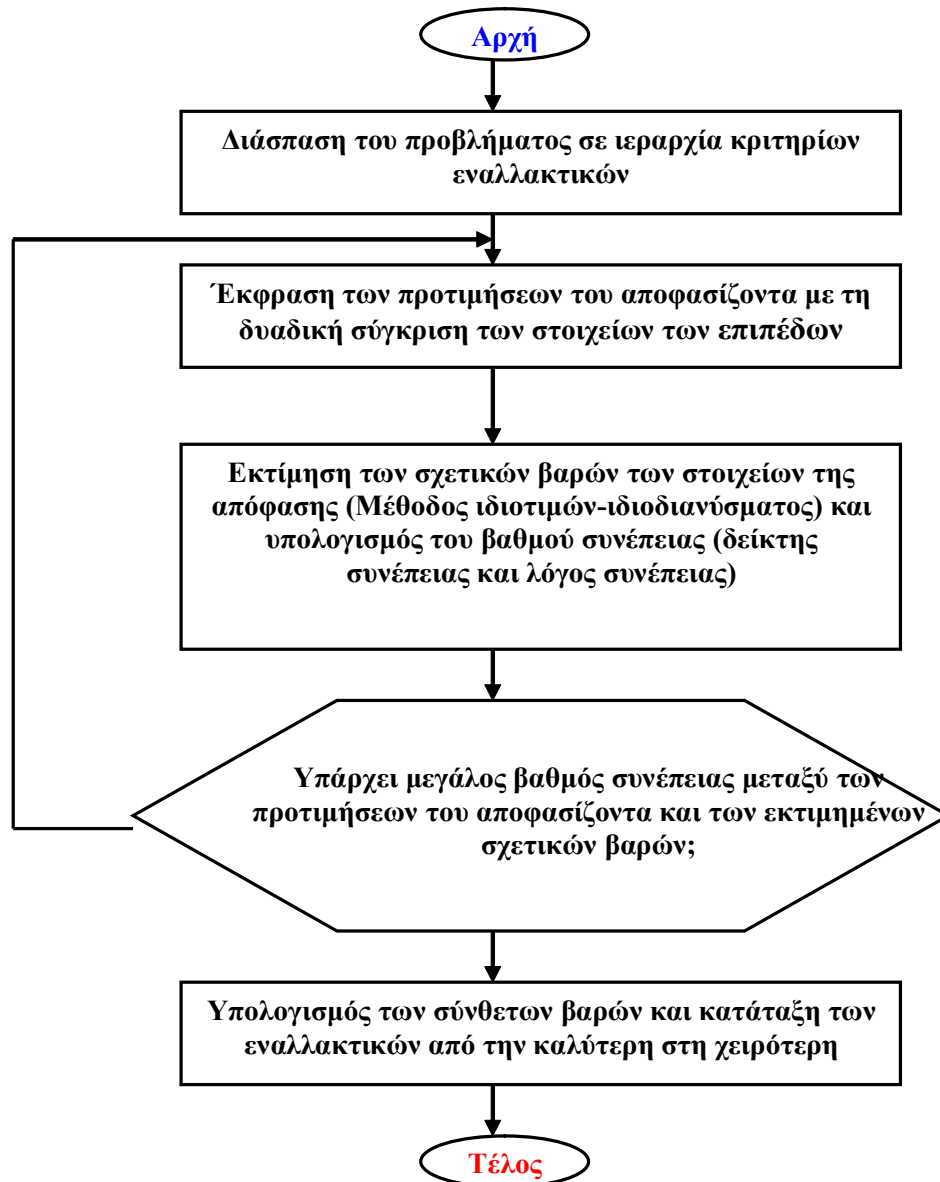 Αρχή
Διάσπαση του προβλήματος σε ιεραρχία κριτηρίων
εναλλακτικών
Έκφραση των προτιμήσεων του αποφασίζοντα με τη
δυαδική σύγκριση των στοιχείων των επιπέδων
Εκτίμηση των σχετικών βαρών των στοιχείων της
απόφασης (Μέθοδος ιδιοτιμών-ιδιοδιανύσματος) και
υπολογισμός του βαθμού συνέπειας (δείκτης
συνέπειας και λόγος συνέπειας)
Υπάρχει μεγάλος βαθμός συνέπειας μεταξύ των
προτιμήσεων του αποφασίζοντα και των εκτιμημένων
σχετικών βαρών;
Υπολογισμός των σύνθετων βαρών και κατάταξη των
εναλλακτικών από την καλύτερη στη χειρότερη
Τέλος